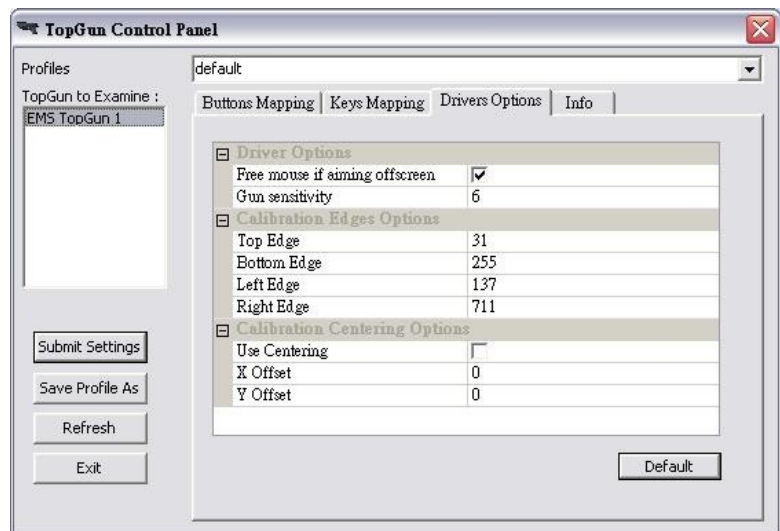 TopGun Control Panel
Profiles
default
TopGun to Examine :
EMS TopGun 1
Buttons Mapping
Keys Mapping
Drivers Options
Info
Driver Options
Free mouse if aiming offscreen
Gun sensitivity 6
Calibration Edges Options
Top Edge 31
Bottom Edge 255
Left Edge 137
Right Edge 711
Calibration Centering Options
Use Centering
X Offset 0
Y Offset 0
Submit Settings
Save Profile As
Refresh
Exit
Default